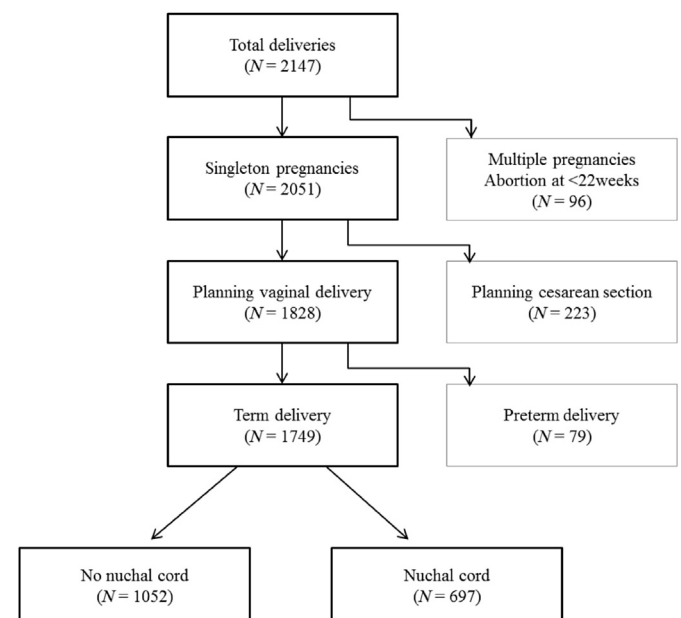 Total deliveries
(N = 2147)
Singleton pregnancies
(N = 2051)
Multiple pregnancies
Abortion at <22weeks
(N = 96)
Planning vaginal delivery
(N = 1828)
Planning cesarean section
(N = 223)
Term delivery
(N = 1749)
Preterm delivery
(N = 79)
No nuchal cord
(N = 1052)
Nuchal cord
(N = 697)